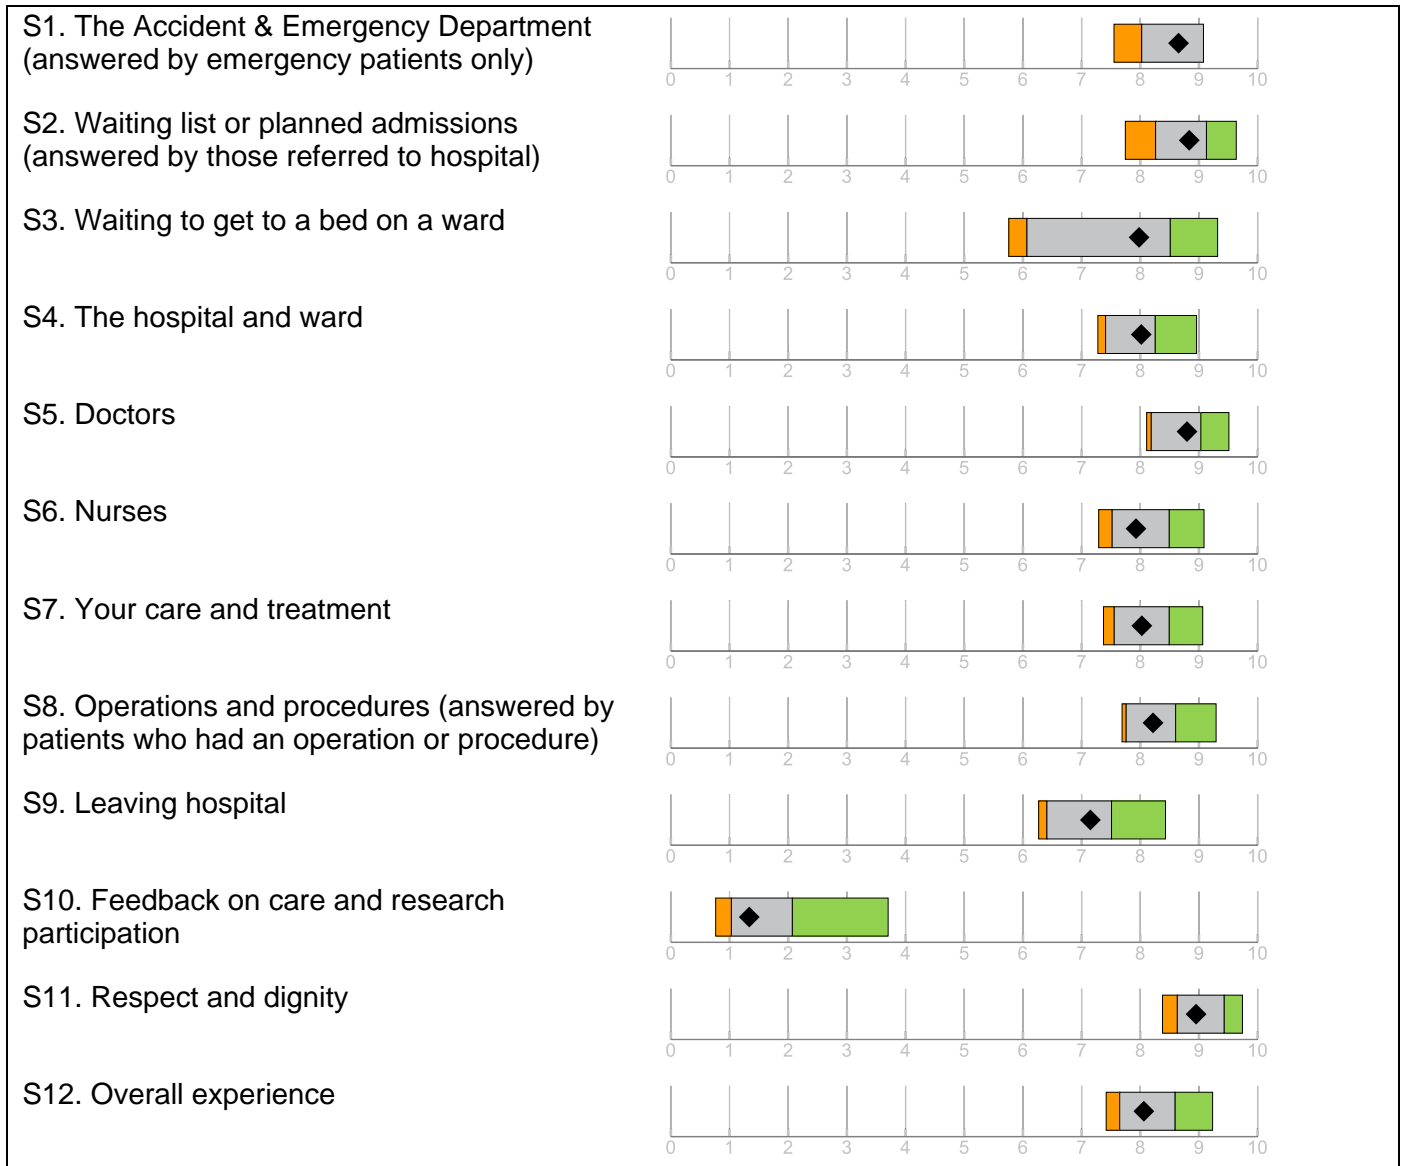 S1. The Accident & Emergency Department
(answered by emergency patients only)
0 1 2 3 4 5 6 7 8 9 10
S2. Waiting list or planned admissions
(answered by those referred to hospital)
0 1 2 3 4 5 6 7 8 9 10
S3. Waiting to get to a bed on a ward
0 1 2 3 4 5 6 7 8 9 10
S4. The hospital and ward
0 1 2 3 4 5 6 7 8 9 10
S5. Doctors
0 1 2 3 4 5 6 7 8 9 10
S6. Nurses
0 1 2 3 4 5 6 7 8 9 10
S7. Your care and treatment
0 1 2 3 4 5 6 7 8 9 10
S8. Operations and procedures (answered by
patients who had an operation or procedure)
0 1 2 3 4 5 6 7 8 9 10
S9. Leaving hospital
0 1 2 3 4 5 6 7 8 9 10
S10. Feedback on care and research
participation
0 1 2 3 4 5 6 7 8 9 10
S11. Respect and dignity
0 1 2 3 4 5 6 7 8 9 10
S12. Overall experience
0 1 2 3 4 5 6 7 8 9 10